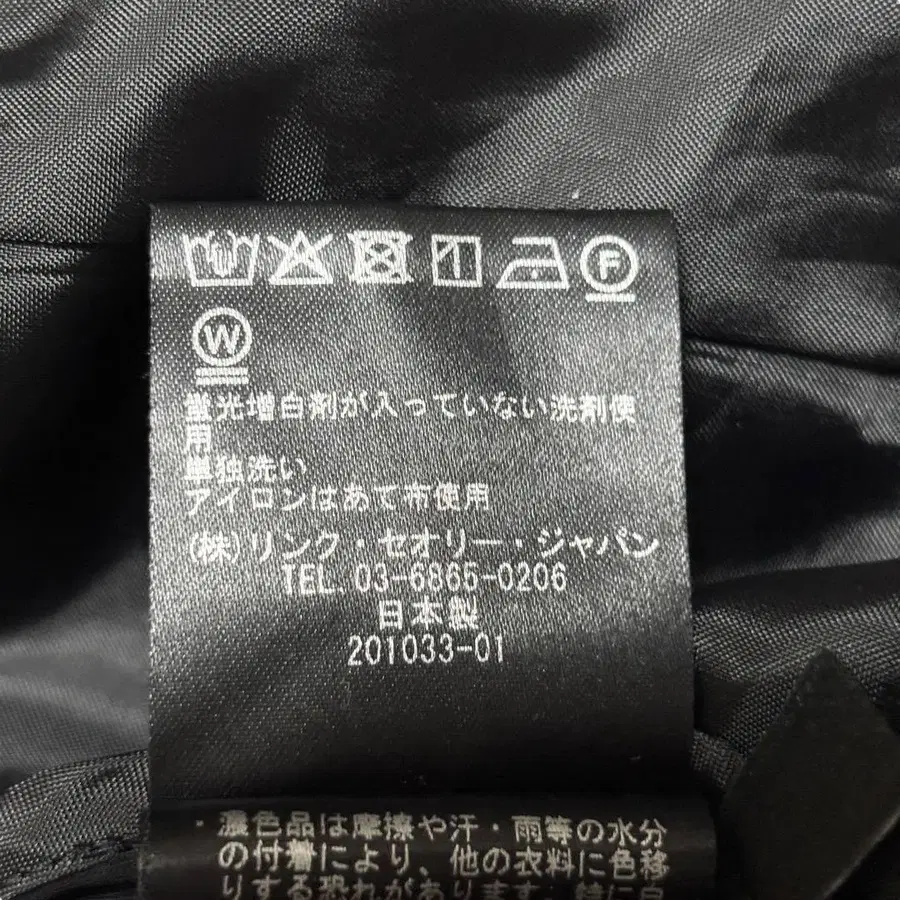 F
W
蛍光増白剤が入っていない洗剤使
用
単独洗い
アイロンはあて布使用
(株)リンク・セオリー・ジャパン
TEL.03-6865-0206
日本製
201033-01
・濃色品は摩擦や汗・雨等の水分
の付着により、他の衣料に色移
りする恐れがあります